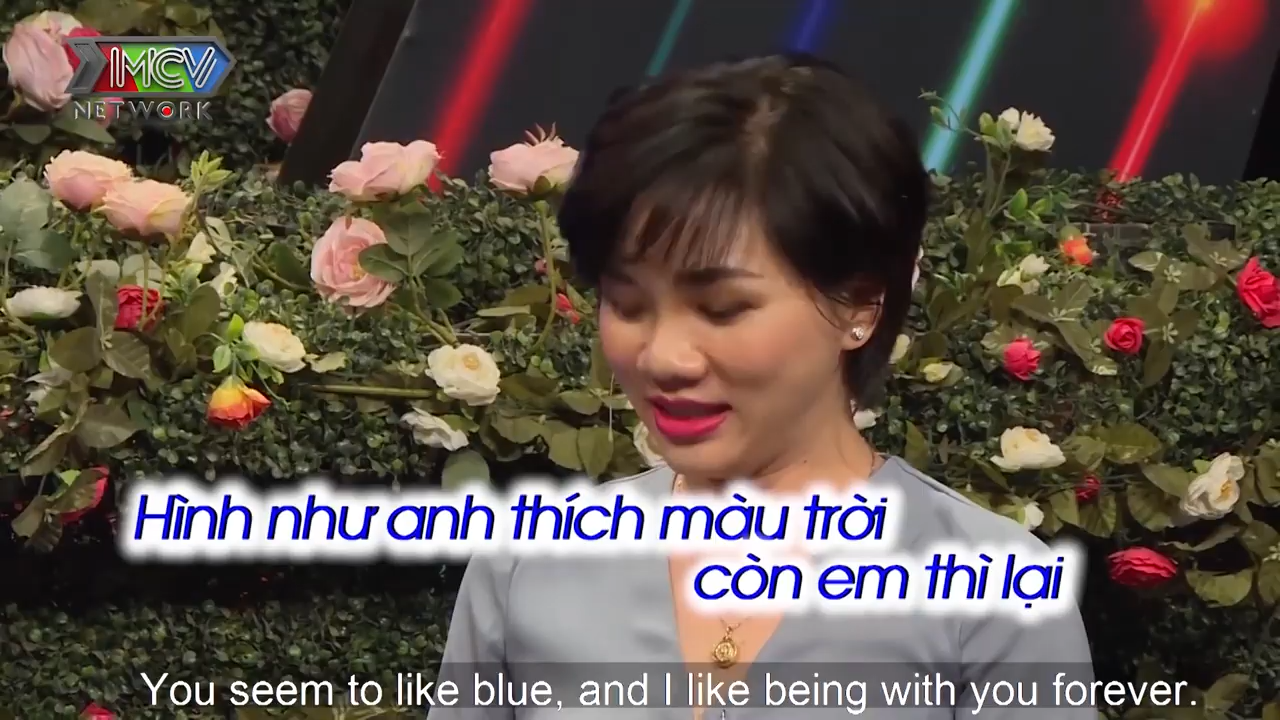 MCV
NETWORK
Hình như anh thích màu trời
còn em thì lại
You seem to like blue, and I like being with you forever.